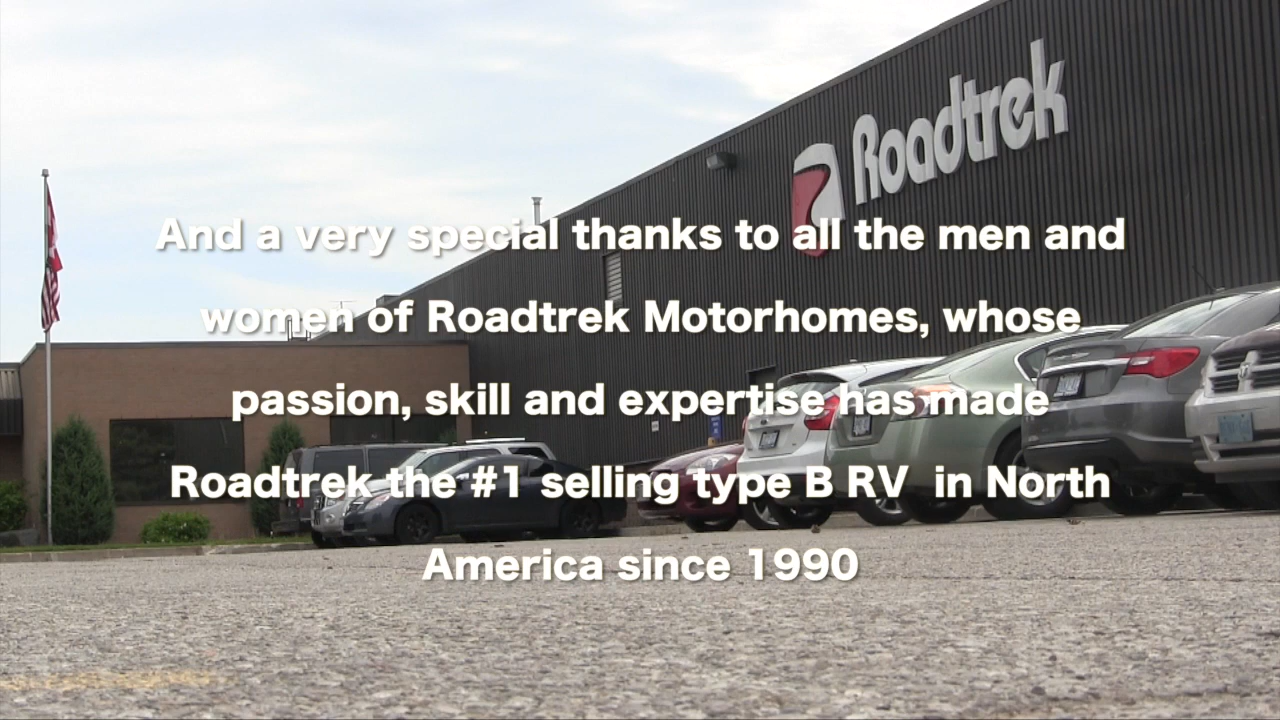 Roadtrek
And a very special thanks to all the men and
women of Roadtrek Motorhomes, whose
passion, skill and expertise has made
Roadtrek the #1 selling type B RV  in North
America since 1990